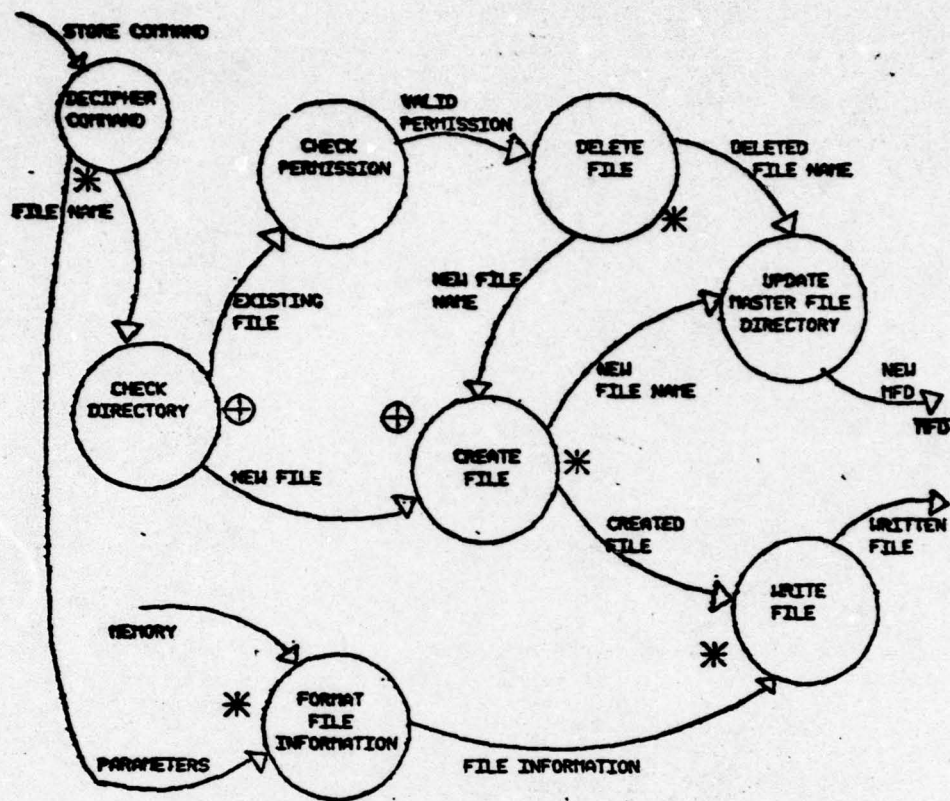 STORE COMMAND
DECIPHER
COMMAND
FILE NAME
CHECK
PERMISSION
VALID
PERMISSION
DELETE
FILE
DELETED
FILE NAME
EXISTING
FILE
NEW FILE
NAME
UPDATE
MASTER FILE
DIRECTORY
CHECK
DIRECTORY
NEW
FILE NAME
NEW
MFD
MFD
NEW FILE
CREATE
FILE
CREATED
FILE
WRITTEN
FILE
WRITE
FILE
MEMORY
FORMAT
FILE
INFORMATION
PARAMETERS
FILE INFORMATION